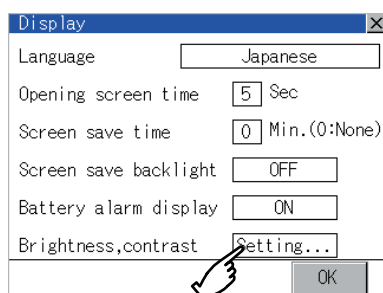 Display ×
Language Japanese
Opening screen time 5 Sec
Screen save time 0 Min.(0:None)
Screen save backlight OFF
Battery alarm display ON
Brightness,contrast Setting...
OK